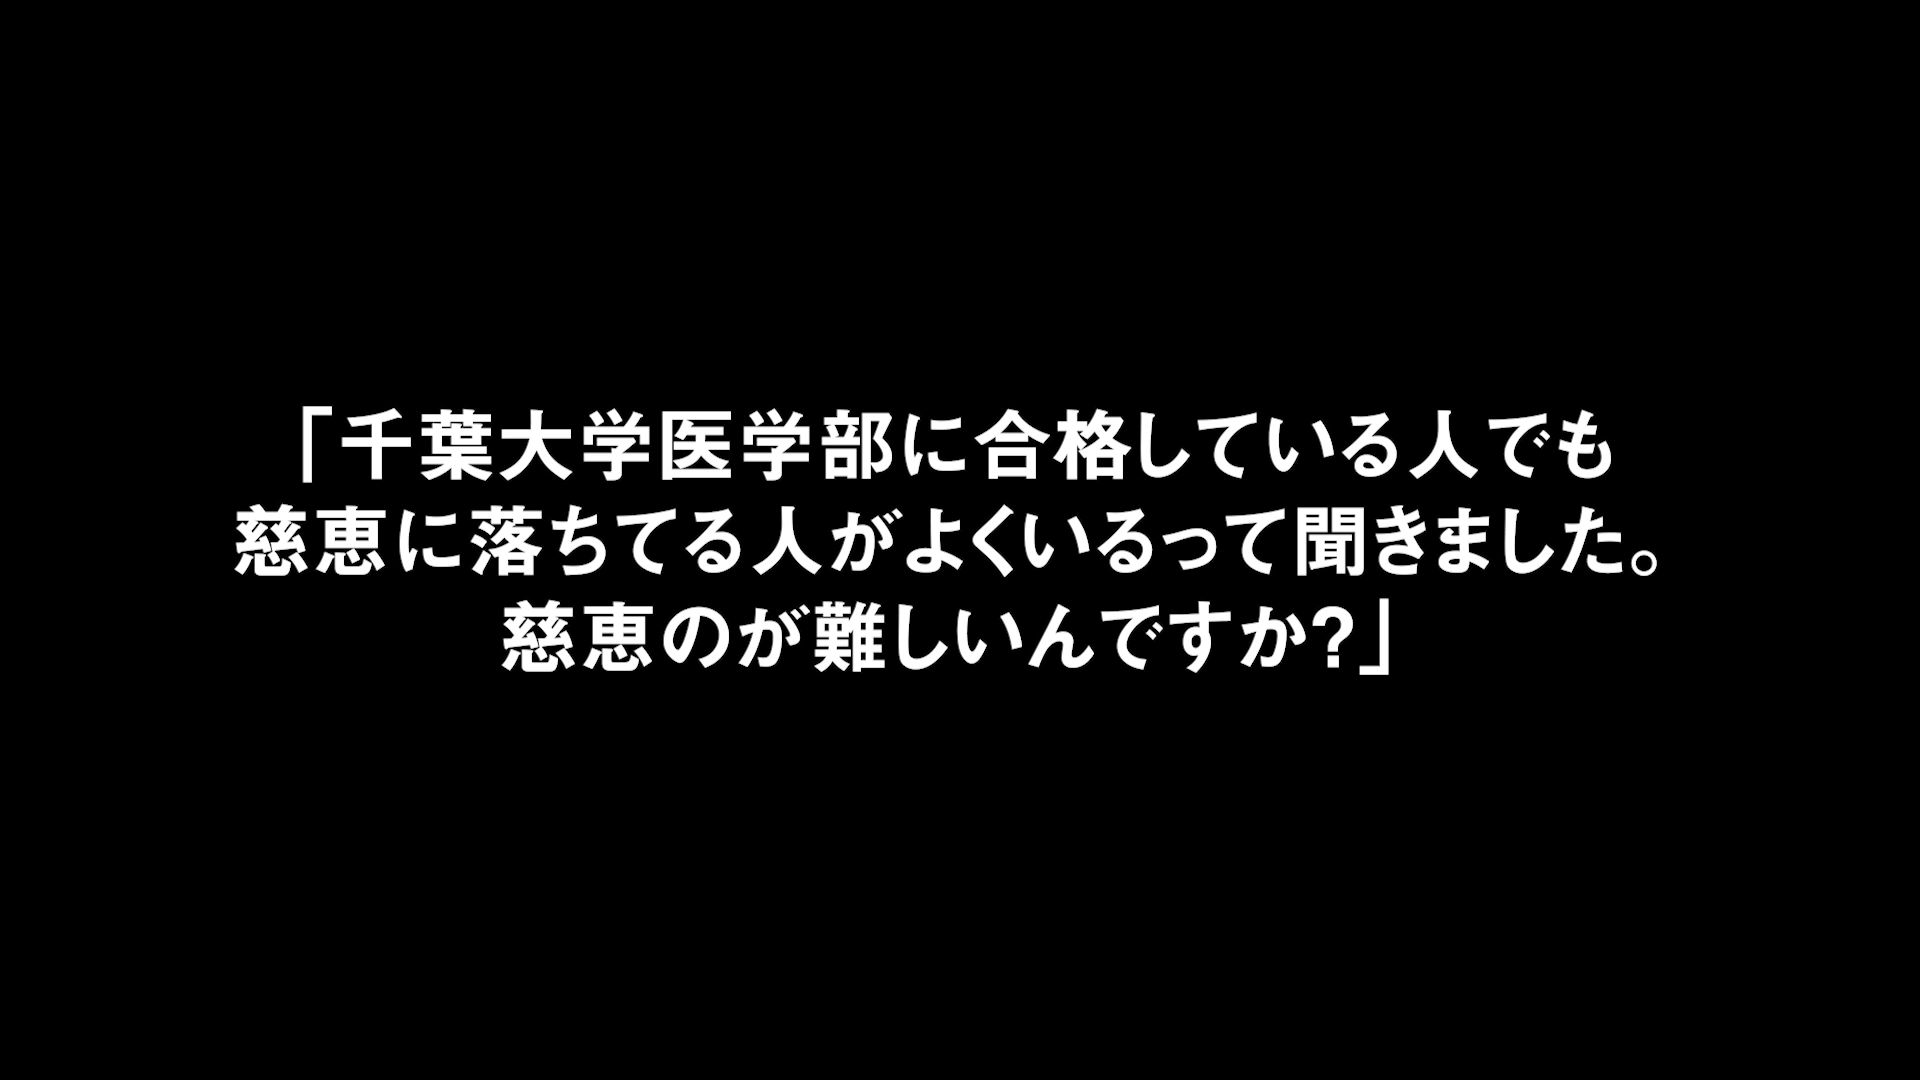 「千葉大学医学部に合格している人でも
慈恵に落ちてる人がよくいるって聞きました。
慈恵のが難しいんですか?」